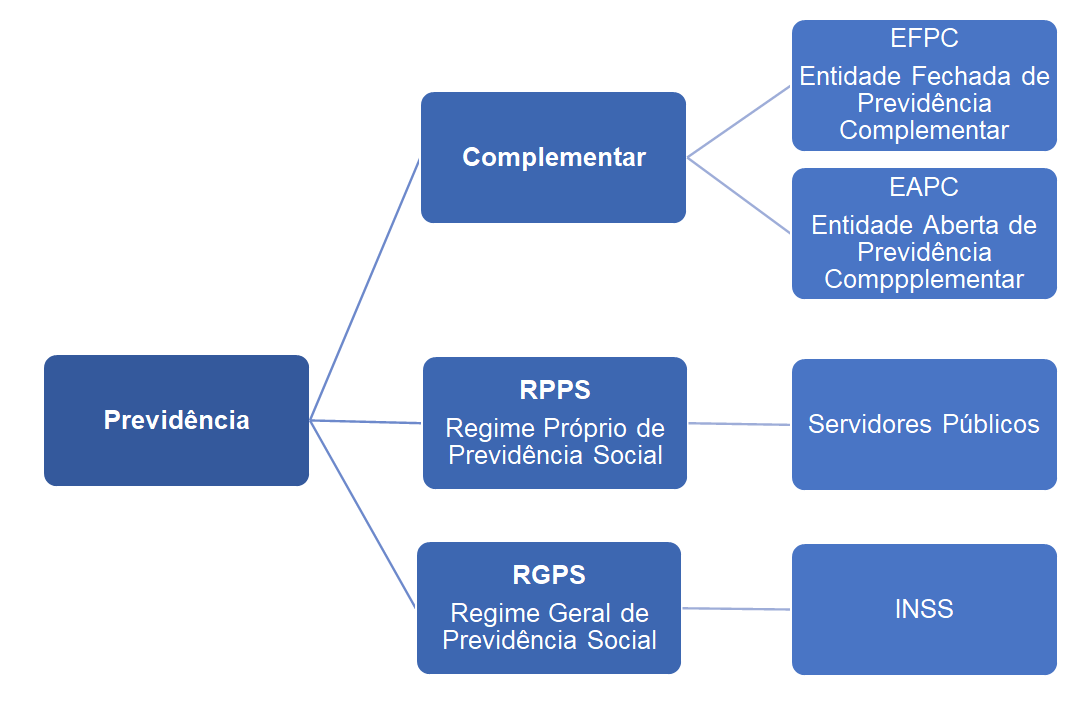 Previdência
Complementar
EFPC
Entidade Fechada de
Previdência
Complementar
EAPC
Entidade Aberta de
Previdência
Comppplementar
RPPS
Regime Próprio de
Previdência Social
Servidores Públicos
RGPS
Regime Geral de
Previdência Social
INSS